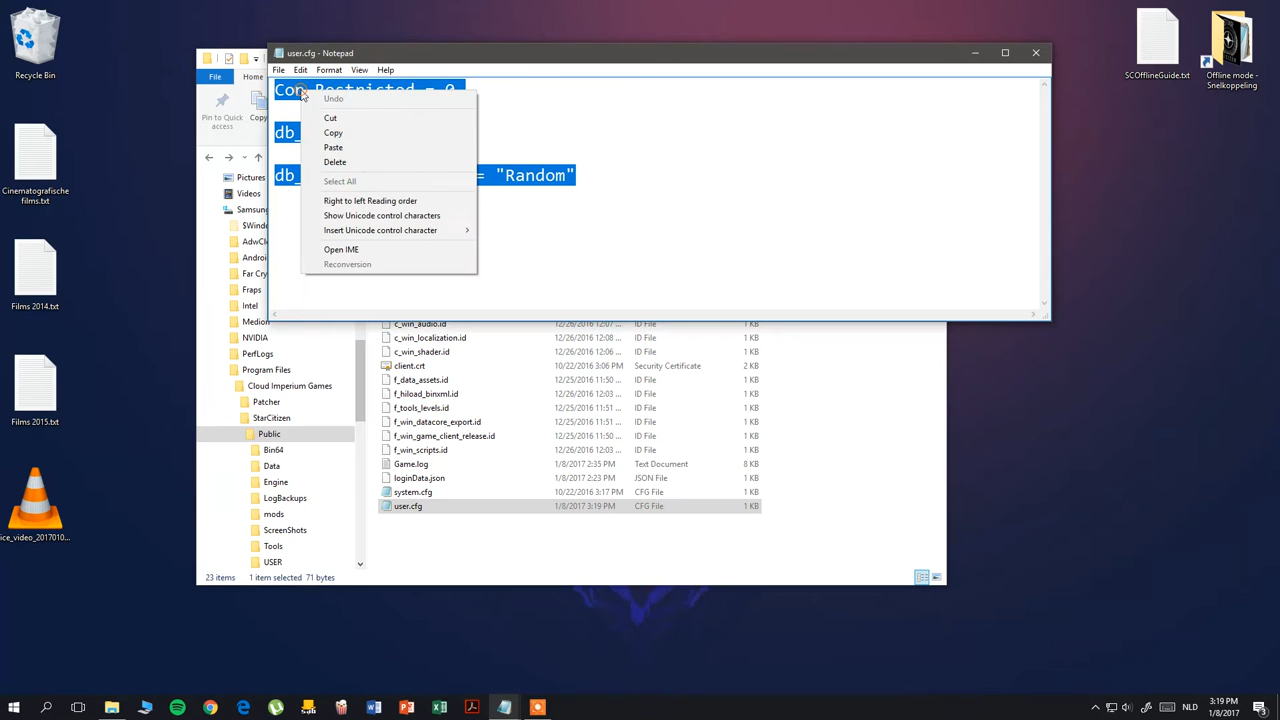 Recycle Bin
Cinematografische
films.txt
Films 2014.txt
Films 2015.txt
ice_video_2017010...
SCOfflineGuide.txt
Offline mode -
Snelkoppeling
user.cfg - Notepad
File Edit Format View Help
= 0
db_
db_ = "Random"
Undo
Cut
Copy
Paste
Delete
Select All
Right to left Reading order
Show Unicode control characters
Insert Unicode control character
Open IME
Reconversion
File Home
Pin to Quick
access
Copy
Pictures
Videos
Samsung
$Windo
AdwCl
Android
Far Cry
Fraps
Intel
Medion
NVIDIA
PerfLogs
Program Files
Cloud Imperium Games
Patcher
StarCitizen
Public
Bin64
Data
Engine
LogBackups
mods
ScreenShots
Tools
USER
c_win_audio.id 12/26/2016 12:07 ... ID File 1 KB
c_win_localization.id 12/26/2016 12:08 ... ID File 1 KB
c_win_shader.id 12/26/2016 12:06 ... ID File 1 KB
client.crt 10/22/2016 3:06 PM Security Certificate 2 KB
f_data_assets.id 12/25/2016 11:50 ... ID File 1 KB
f_hiload_binxml.id 12/26/2016 12:03 ... ID File 1 KB
f_tools_levels.id 12/25/2016 11:51 ... ID File 1 KB
f_win_datacore_export.id 12/25/2016 11:51 ... ID File 1 KB
f_win_game_client_release.id 12/25/2016 11:50 ... ID File 1 KB
f_win_scripts.id 12/26/2016 12:03 ... ID File 1 KB
Game.log 1/8/2017 2:35 PM Text Document 8 KB
loginData.json 1/8/2017 2:23 PM JSON File 1 KB
system.cfg 10/22/2016 3:17 PM CFG File 1 KB
user.cfg 1/8/2017 3:19 PM CFG File 1 KB
23 items 1 item selected 71 bytes
NLD
3:19 PM
1/8/2017
3